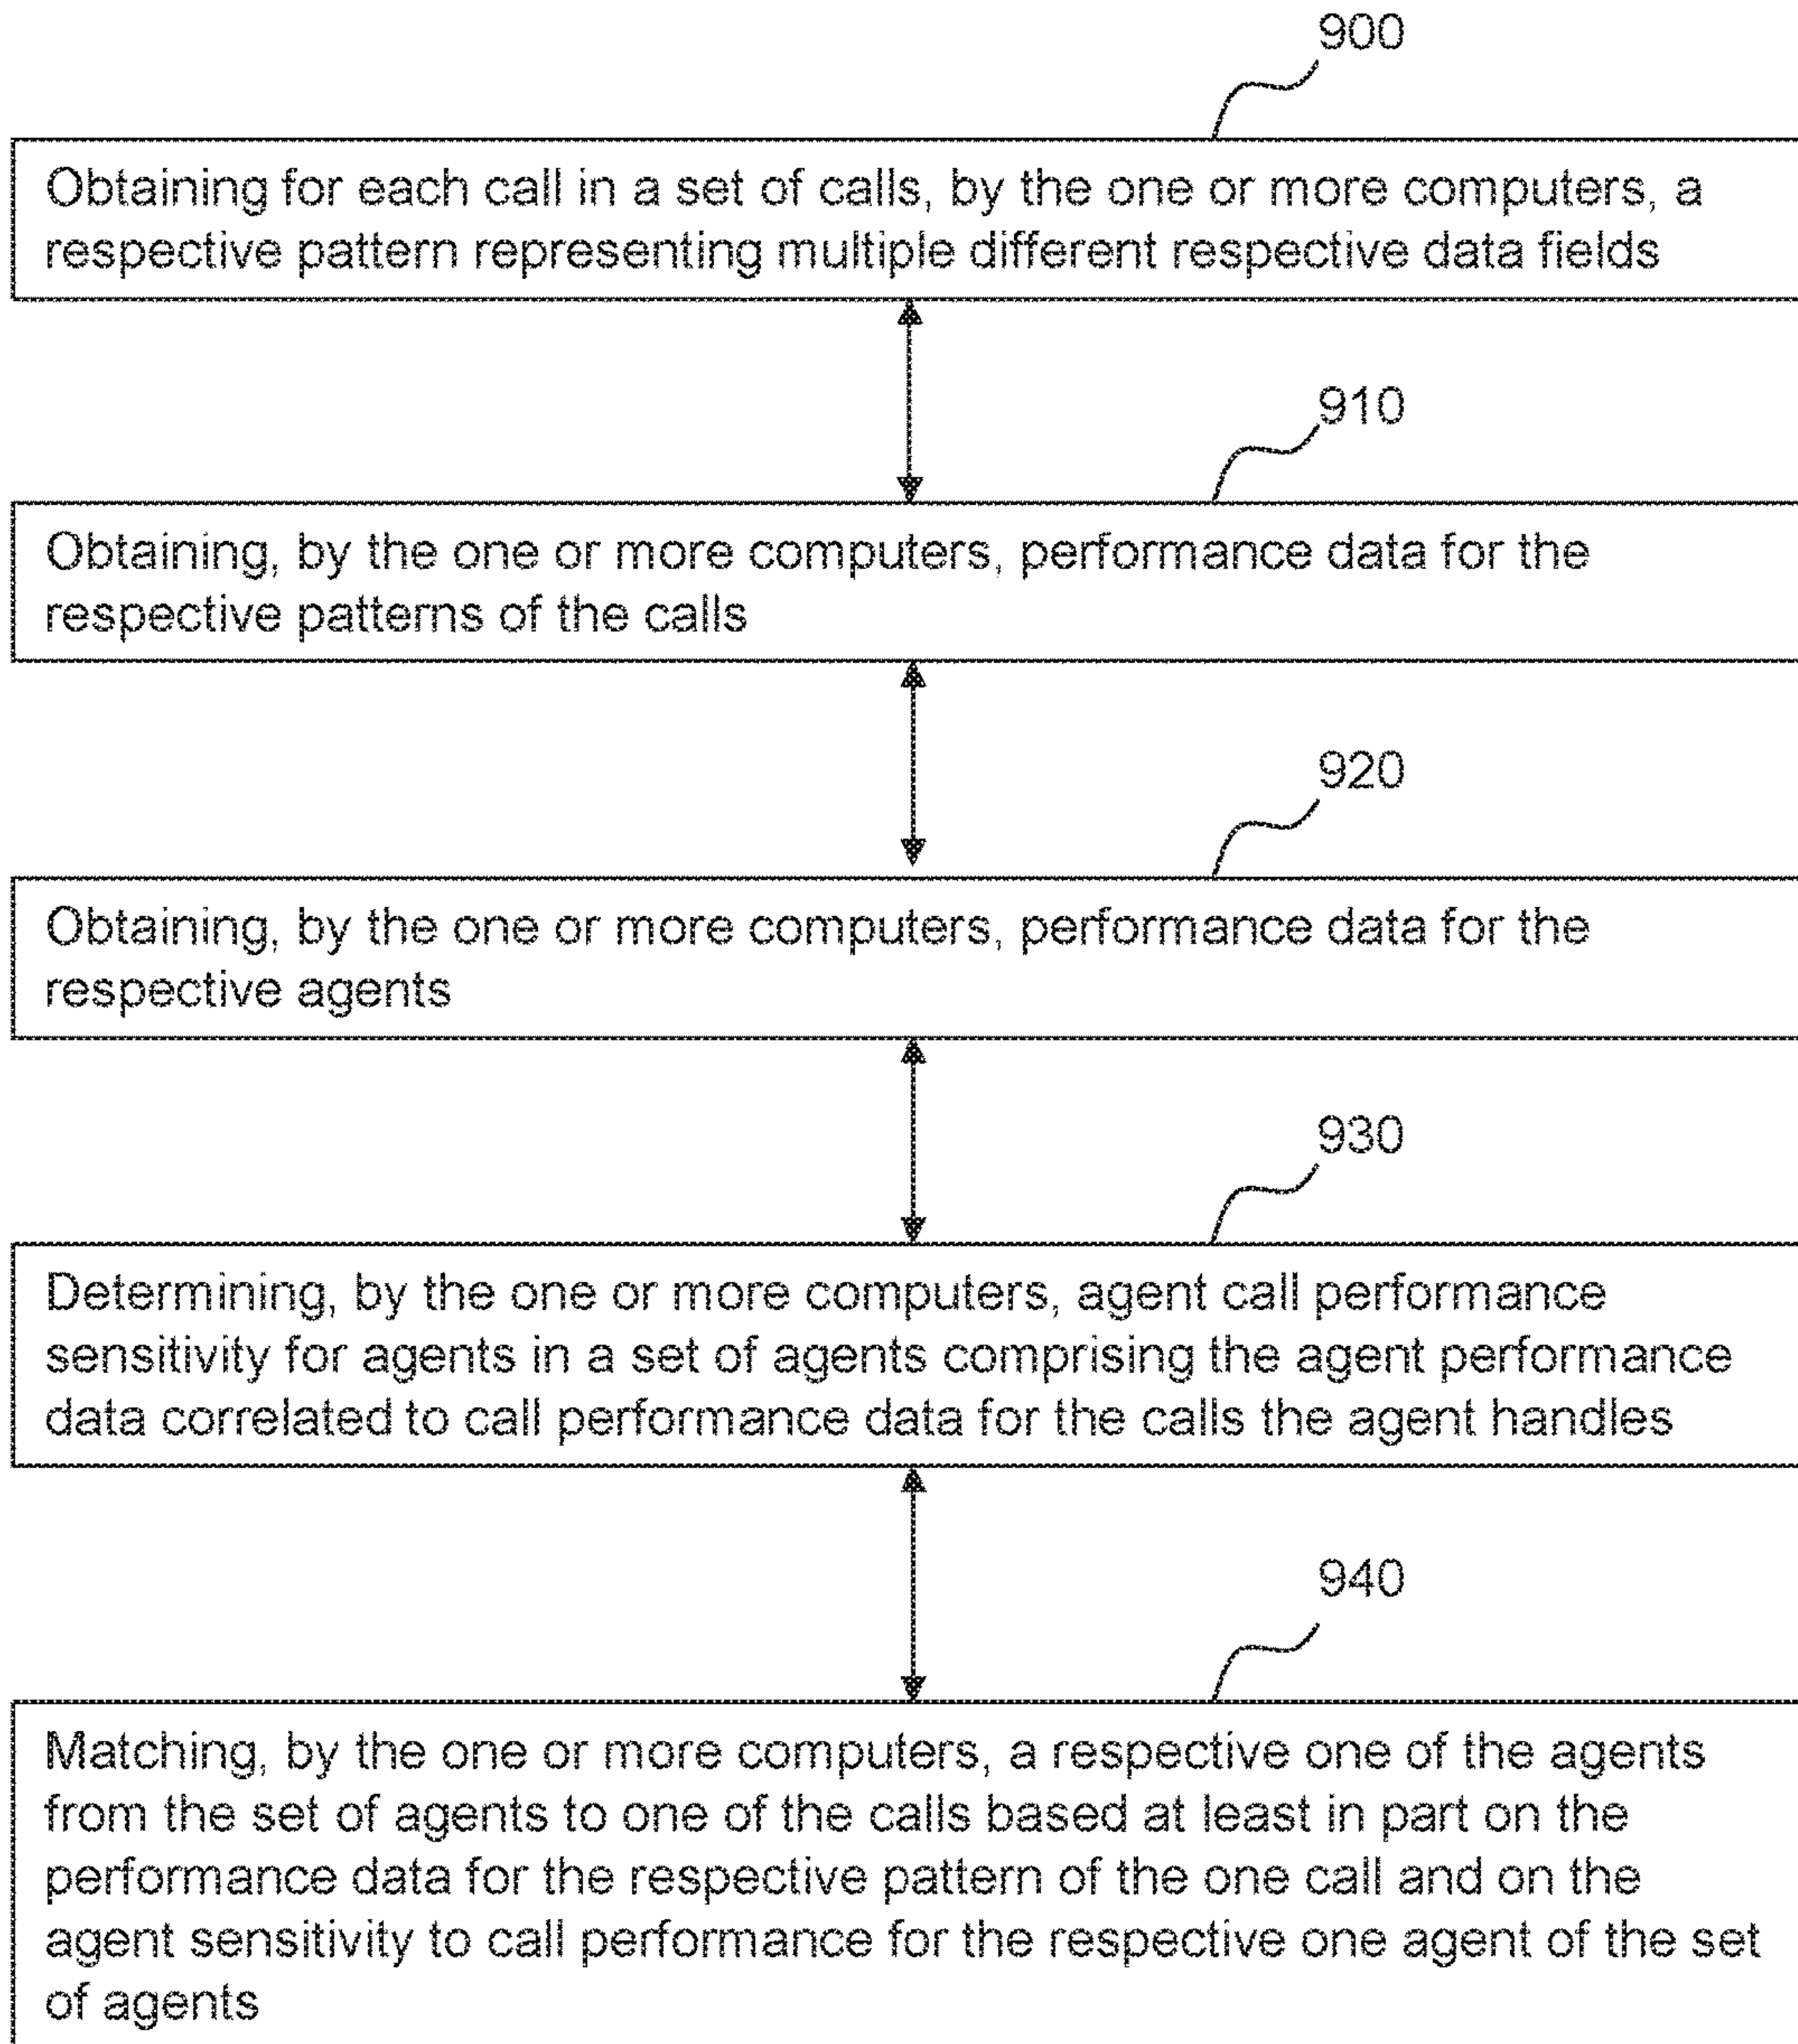 900
Obtaining for each call in a set of calls, by the one or more computers, a
respective pattern representing multiple different respective data fields
910
Obtaining, by the one or more computers, performance data for the
respective patterns of the calls
920
Obtaining, by the one or more computers, performance data for the
respective agents
930
Determining, by the one or more computers, agent call performance
sensitivity for agents in a set of agents comprising the agent performance
data correlated to call performance data for the calls the agent handles
940
Matching, by the one or more computers, a respective one of the agents
from the set of agents to one of the calls based at least in part on the
performance data for the respective pattern of the one call and on the
agent sensitivity to call performance for the respective one agent of the set
of agents